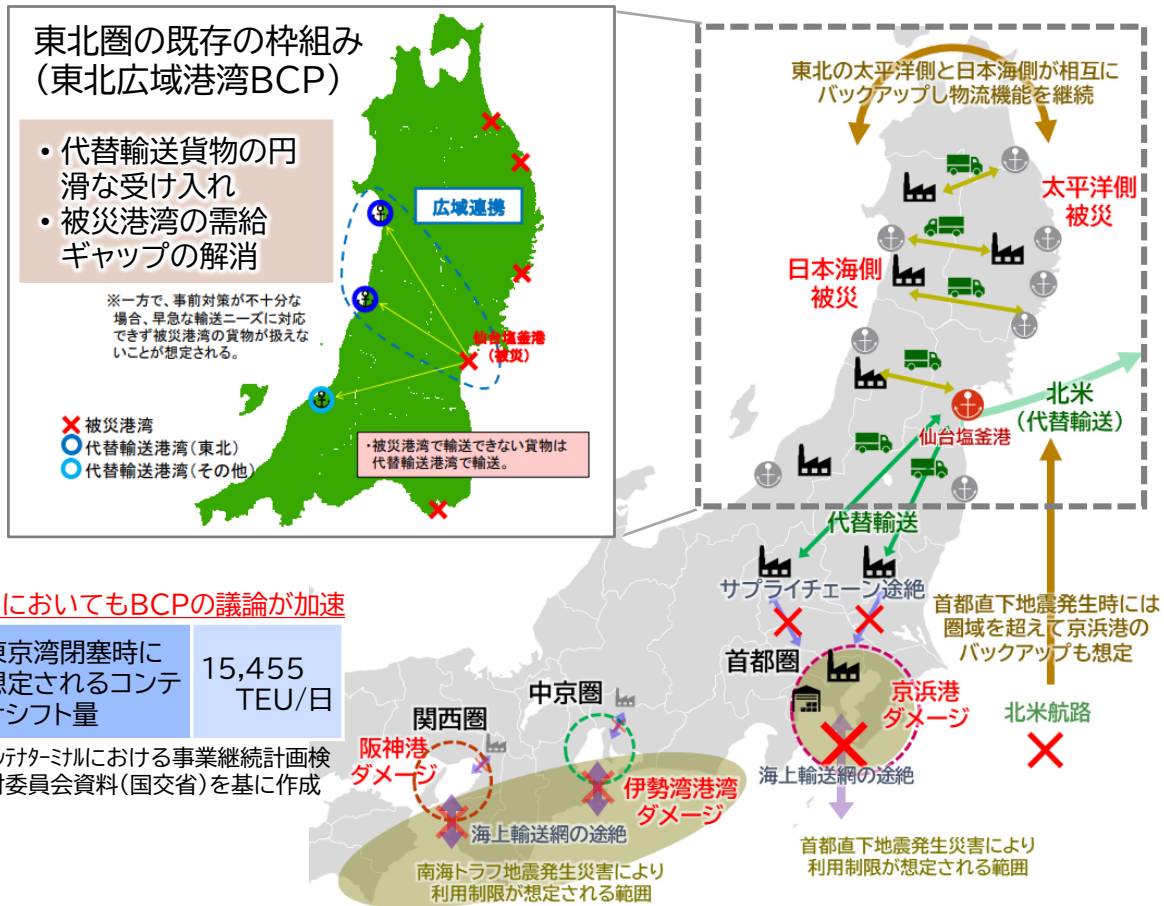 東北圏の既存の枠組み
(東北広域港湾BCP)
・代替輸送貨物の円
滑な受け入れ
・被災港湾の需給
ギャップの解消
※一方で、事前対策が不十分な
場合、早急な輸送ニーズに対応
できず被災港湾の貨物が扱えな
いことが想定される。
広域連携
仙台塩釜港
(被災)
被災港湾
代替輸送港湾(東北)
代替輸送港湾(その他)
・被災港湾で輸送できない貨物は
代替輸送港湾で輸送。
東北の太平洋側と日本海側が相互に
バックアップし物流機能を継続
太平洋側
被災
日本海側
被災
北米
(代替輸送)
仙台塩釜港
代替輸送
サプライチェーン途絶
首都直下地震発生時には
圏域を超えて京浜港の
バックアップも想定
首都圏
京浜港
ダメージ
北米航路
海上輸送網の途絶
首都直下地震発生災害により
利用制限が想定される範囲
中京圏
関西圏
阪神港
ダメージ
伊勢湾港湾
ダメージ
海上輸送網の途絶
南海トラフ地震発生災害により
利用制限が想定される範囲
においてもBCPの議論が加速
東京湾閉塞時に
想定されるコンテ
ナシフト量
15,455
TEU/日
ンテナターミナルにおける事業継続計画検
討委員会資料(国交省)を基に作成